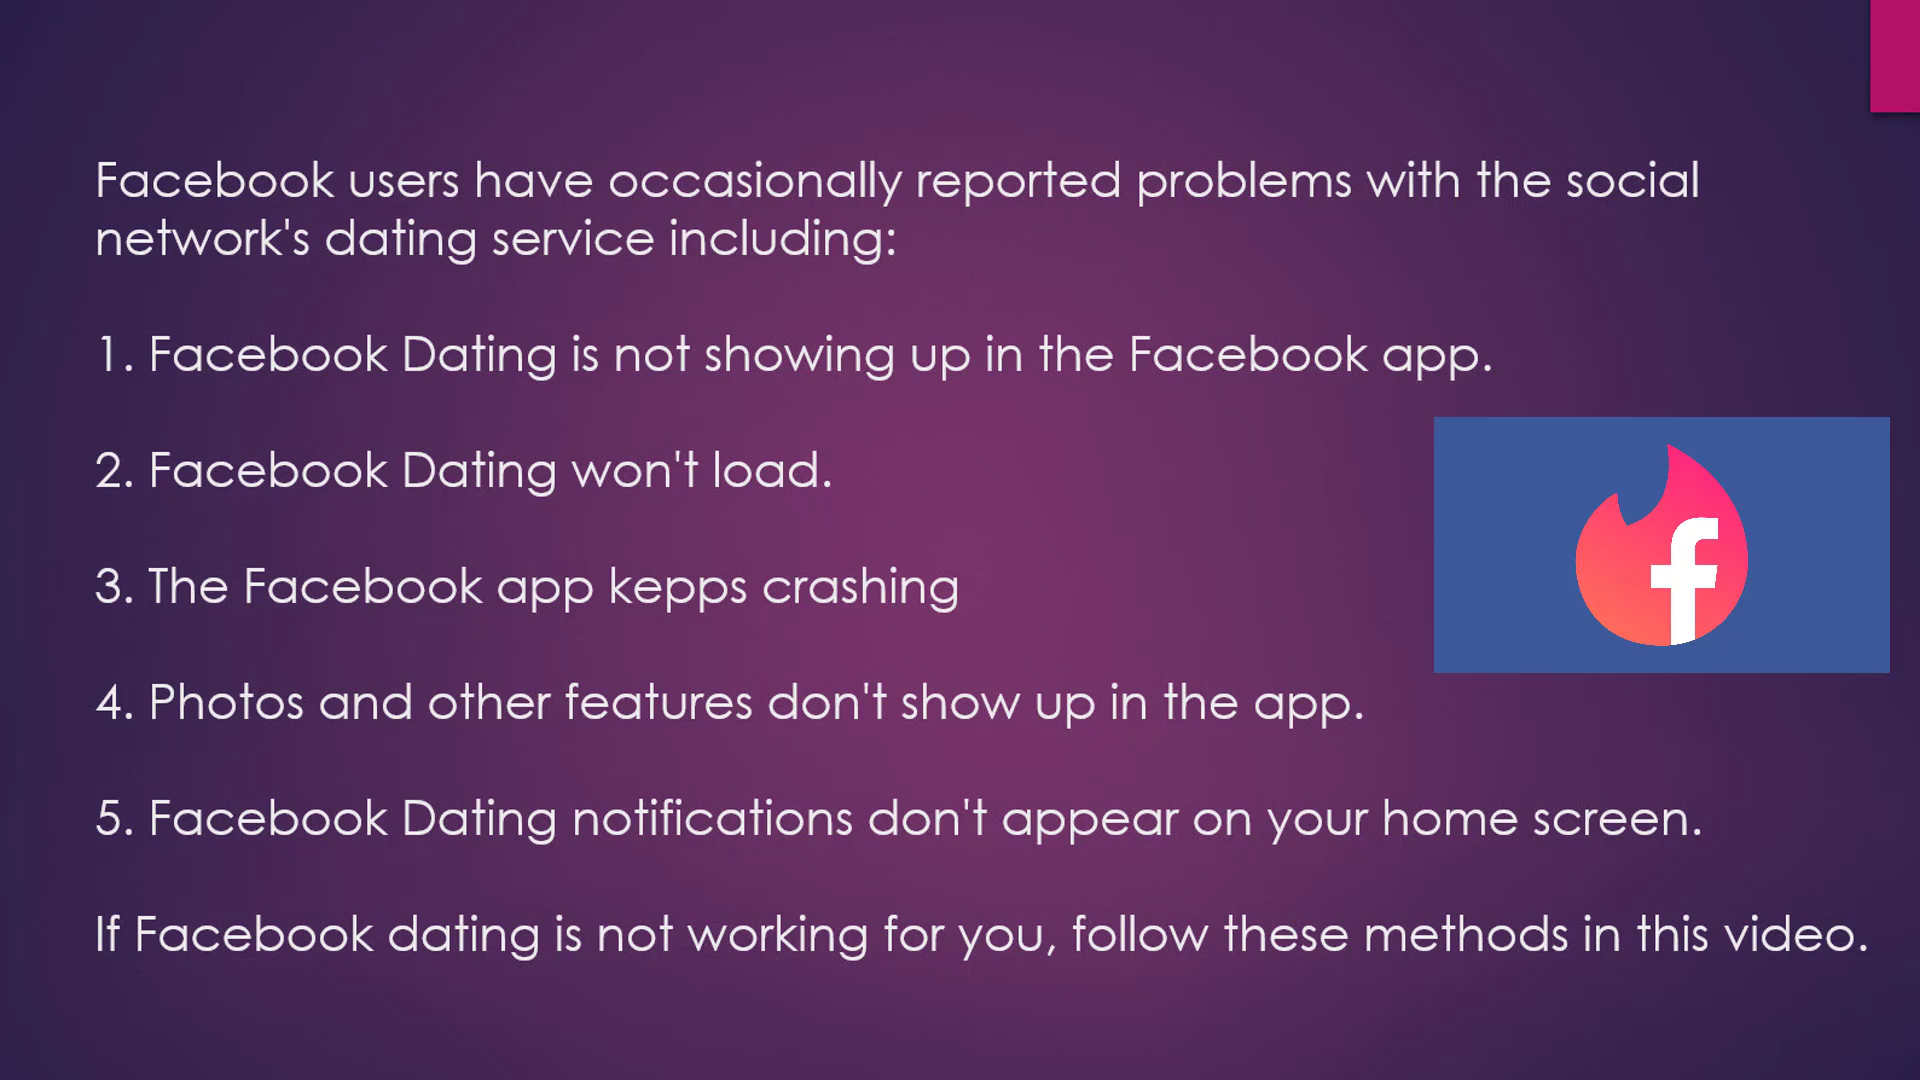 Facebook users have occasionally reported problems with the social
network's dating service including:
1. Facebook Dating is not showing up in the Facebook app.
2. Facebook Dating won't load.
3. The Facebook app kepps crashing
4. Photos and other features don't show up in the app.
5. Facebook Dating notifications don't appear on your home screen.
If Facebook dating is not working for you, follow these methods in this video.
f